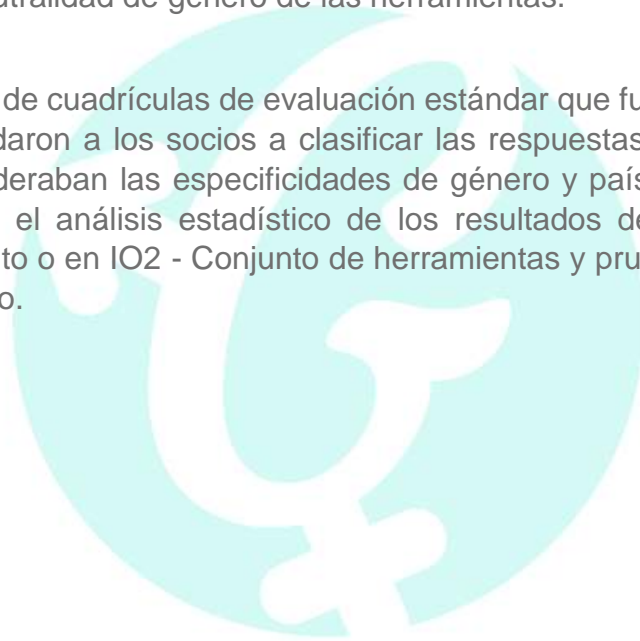 utralidad de género de las herramientas.
de cuadrículas de evaluación estándar que fu
daron a los socios a clasificar las respuestas
deraban las especificidades de género y país
el análisis estadístico de los resultados de
to o en IO2 - Conjunto de herramientas y pru
o.